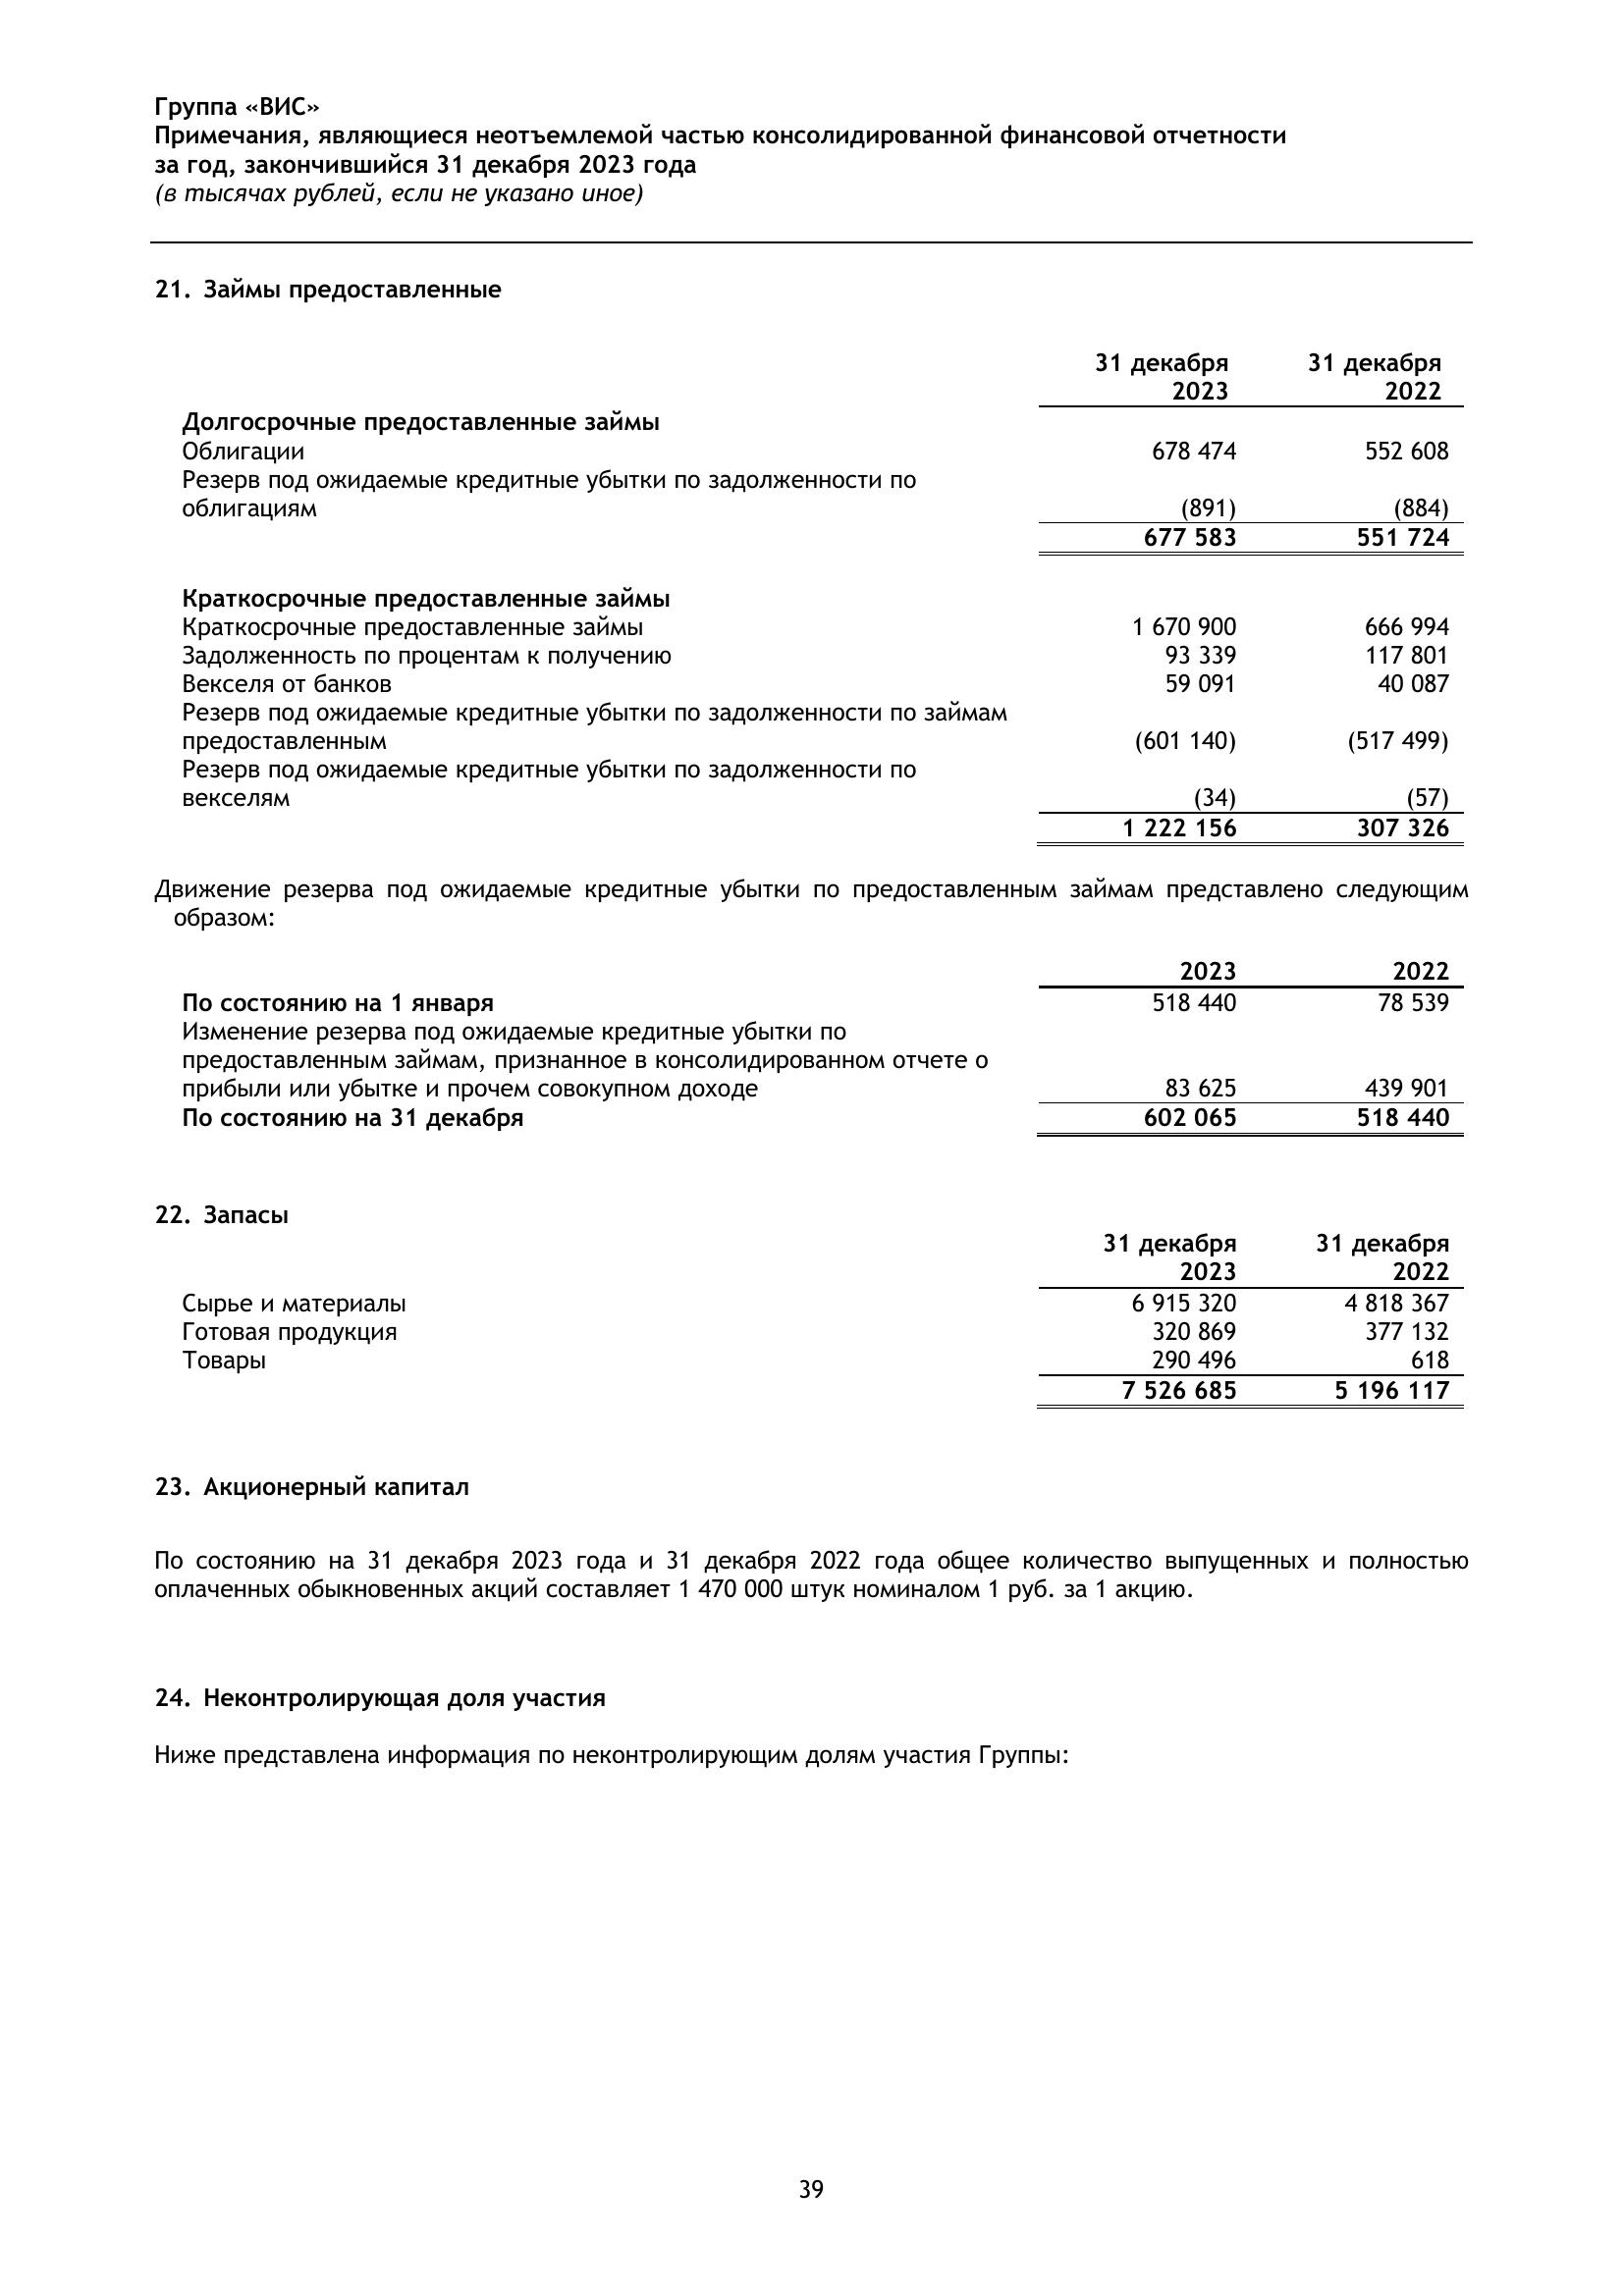 Группа «ВИС»
Примечания, являющиеся неотъемлемой частью консолидированной финансовой отчетности
за год, закончившийся 31 декабря 2023 года
(в тысячах рублей, если не указано иное)
21. Займы предоставленные
31 декабря 31 декабря
2023 2022
Долгосрочные предоставленные займы
Облигации 678 474 552 608
Резерв под ожидаемые кредитные убытки по задолженности по
облигациям (891) (884)
677 583 551 724
Краткосрочные предоставленные займы
Краткосрочные предоставленные займы 1 670 900 666 994
Задолженность по процентам к получению 93 339 117 801
Векселя от банков 59 091 40 087
Резерв под ожидаемые кредитные убытки по задолженности по займам
предоставленным (601 140) (517 499)
Резерв под ожидаемые кредитные убытки по задолженности по
векселям (34) (57)
1 222 156 307 326
Движение резерва под ожидаемые кредитные убытки по предоставленным займам представлено следующим
образом:
2023 2022
По состоянию на 1 января 518 440 78 539
Изменение резерва под ожидаемые кредитные убытки по
предоставленным займам, признанное в консолидированном отчете о
прибыли или убытке и прочем совокупном доходе 83 625 439 901
По состоянию на 31 декабря 602 065 518 440
22. Запасы
31 декабря 31 декабря
2023 2022
Сырье и материалы 6 915 320 4 818 367
Готовая продукция 320 869 377 132
Товары 290 496 618
7 526 685 5 196 117
23. Акционерный капитал
По состоянию на 31 декабря 2023 года и 31 декабря 2022 года общее количество выпущенных и полностью
оплаченных обыкновенных акций составляет 1 470 000 штук номиналом 1 руб. за 1 акцию.
24. Неконтролирующая доля участия
Ниже представлена информация по неконтролирующим долям участия Группы:
39